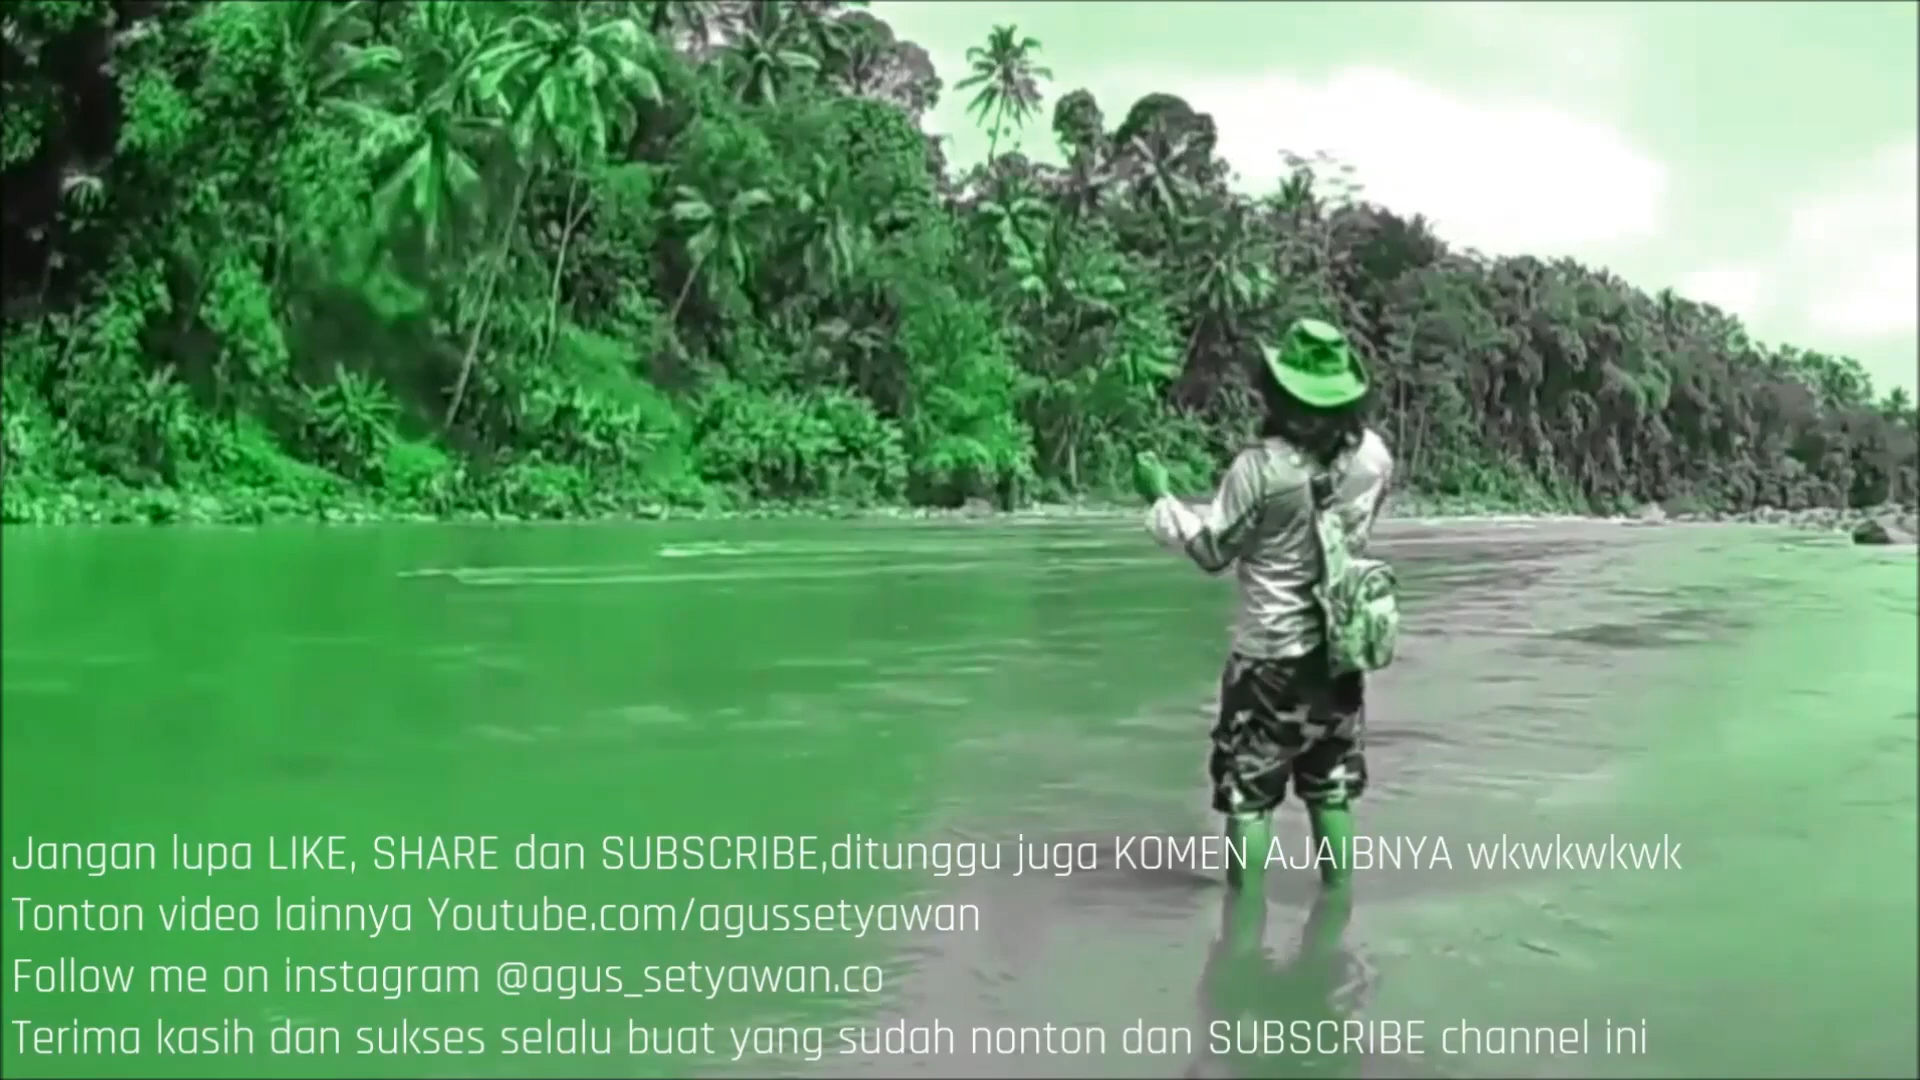 Jangan lupa LIKE, SHARE dan SUBSCRIBE,ditunggu juga KOMEN AJAIBNYA wkwkwkwk
Tonton video lainnya Youtube.com/agussetyawan
Follow me on instagram @agus_setyawan.co
Terima kasih dan sukses selalu buat yang sudah nonton dan SUBSCRIBE channel ini